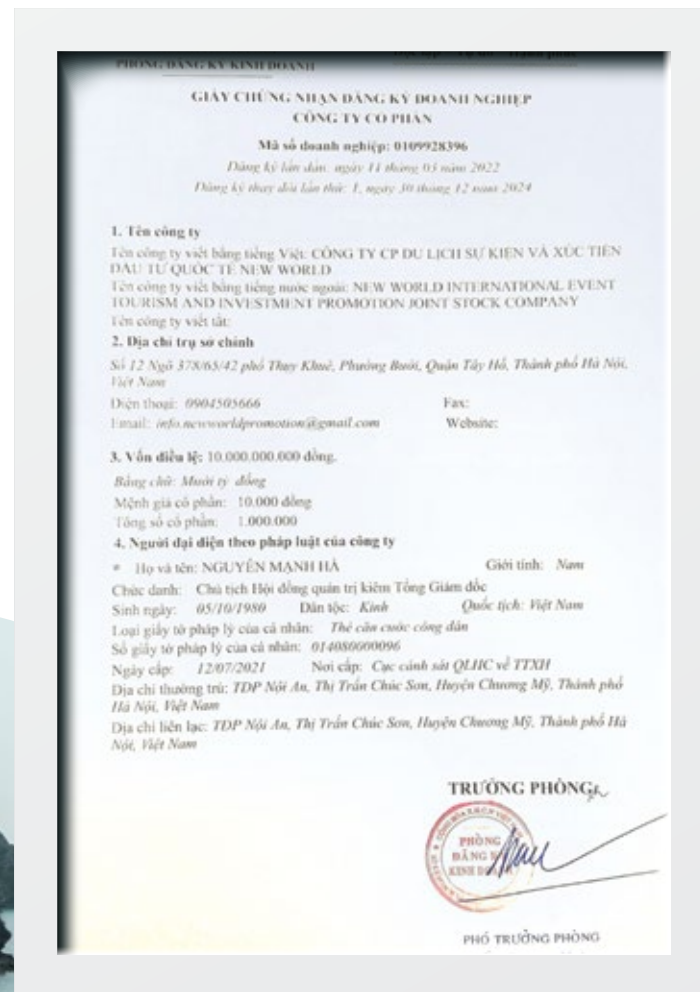 PHÒNG ĐĂNG KÝ KINH DOANH
GIẤY CHỨNG NHẬN ĐĂNG KÝ DOANH NGHIỆP
CÔNG TY CỔ PHẦN
Mã số doanh nghiệp: 0109928396
Đăng ký lần đầu: ngày 11 tháng 03 năm 2022
Đăng ký thay đổi lần thứ: 1, ngày 30 tháng 12 năm 2024
1. Tên công ty
Tên công ty viết bằng tiếng Việt: CÔNG TY CP DU LỊCH SỰ KIỆN VÀ XÚC TIẾN
ĐẦU TƯ QUỐC TẾ NEW WORLD
Tên công ty viết bằng tiếng nước ngoài: NEW WORLD INTERNATIONAL EVENT
TOURISM AND INVESTMENT PROMOTION JOINT STOCK COMPANY
Tên công ty viết tắt:
2. Địa chỉ trụ sở chính
Số 12 Ngõ 378/65/42 phố Thụy Khuê, Phường Bưởi, Quận Tây Hồ, Thành phố Hà Nội,
Việt Nam
Điện thoại: 0904505666 Fax:
Email: info.newworldpromotion@gmail.com Website:
3. Vốn điều lệ: 10.000.000.000 đồng.
Bằng chữ: Mười tỷ đồng
Mệnh giá cổ phần: 10.000 đồng
Tổng số cổ phần: 1.000.000
4. Người đại diện theo pháp luật của công ty
* Họ và tên: NGUYỄN MẠNH HÀ Giới tính: Nam
Chức danh: Chủ tịch Hội đồng quản trị kiêm Tổng Giám đốc
Sinh ngày: 05/10/1980 Dân tộc: Kinh Quốc tịch: Việt Nam
Loại giấy tờ pháp lý của cá nhân: Thẻ căn cước công dân
Số giấy tờ pháp lý của cá nhân: 014080000096
Ngày cấp: 12/07/2021 Nơi cấp: Cục cảnh sát QLHC về TTXH
Địa chỉ thường trú: TDP Nội An, Thị Trấn Chúc Sơn, Huyện Chương Mỹ, Thành phố
Hà Nội, Việt Nam
Địa chỉ liên lạc: TDP Nội An, Thị Trấn Chúc Sơn, Huyện Chương Mỹ, Thành phố Hà
Nội, Việt Nam
TRƯỞNG PHÒNG
PHÒNG
ĐĂNG KÝ
KINH DOANH
PHÓ TRƯỞNG PHÒNG